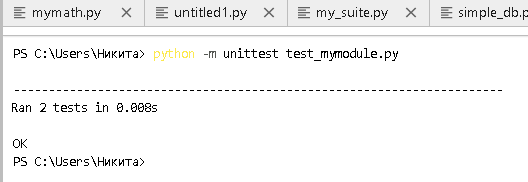 mymath.py untitled1.py my_suite.py simple_db.p
PS C:\Users\Никита> python -m unittest test_mymodule.py
----------------------------------------------------------------------
Ran 2 tests in 0.008s
OK
PS C:\Users\Никита>